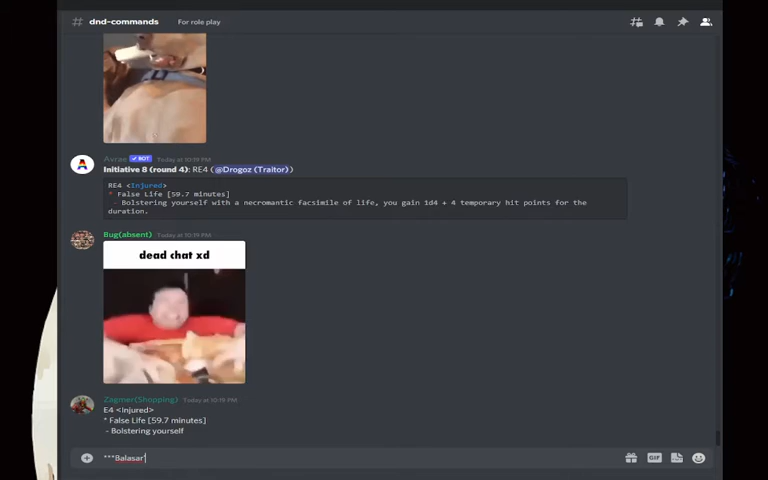 # dnd-commands For role play
Avrae ✓ BOT Today at 10:19 PM
Initiative 8 (round 4): RE4 (@Drogoz (Traitor))
RE4 <Injured>
* False Life [59.7 minutes]
- Bolstering yourself with a necromantic facsimile of life, you gain 1d4 + 4 temporary hit points for the
duration.
Bug(absent) Today at 10:19 PM
dead chat xd
Zogmer(Shopping) Today at 10:19 PM
E4 <Injured>
* False Life [59.7 minutes]
- Bolstering yourself
***Balasar'
GIF